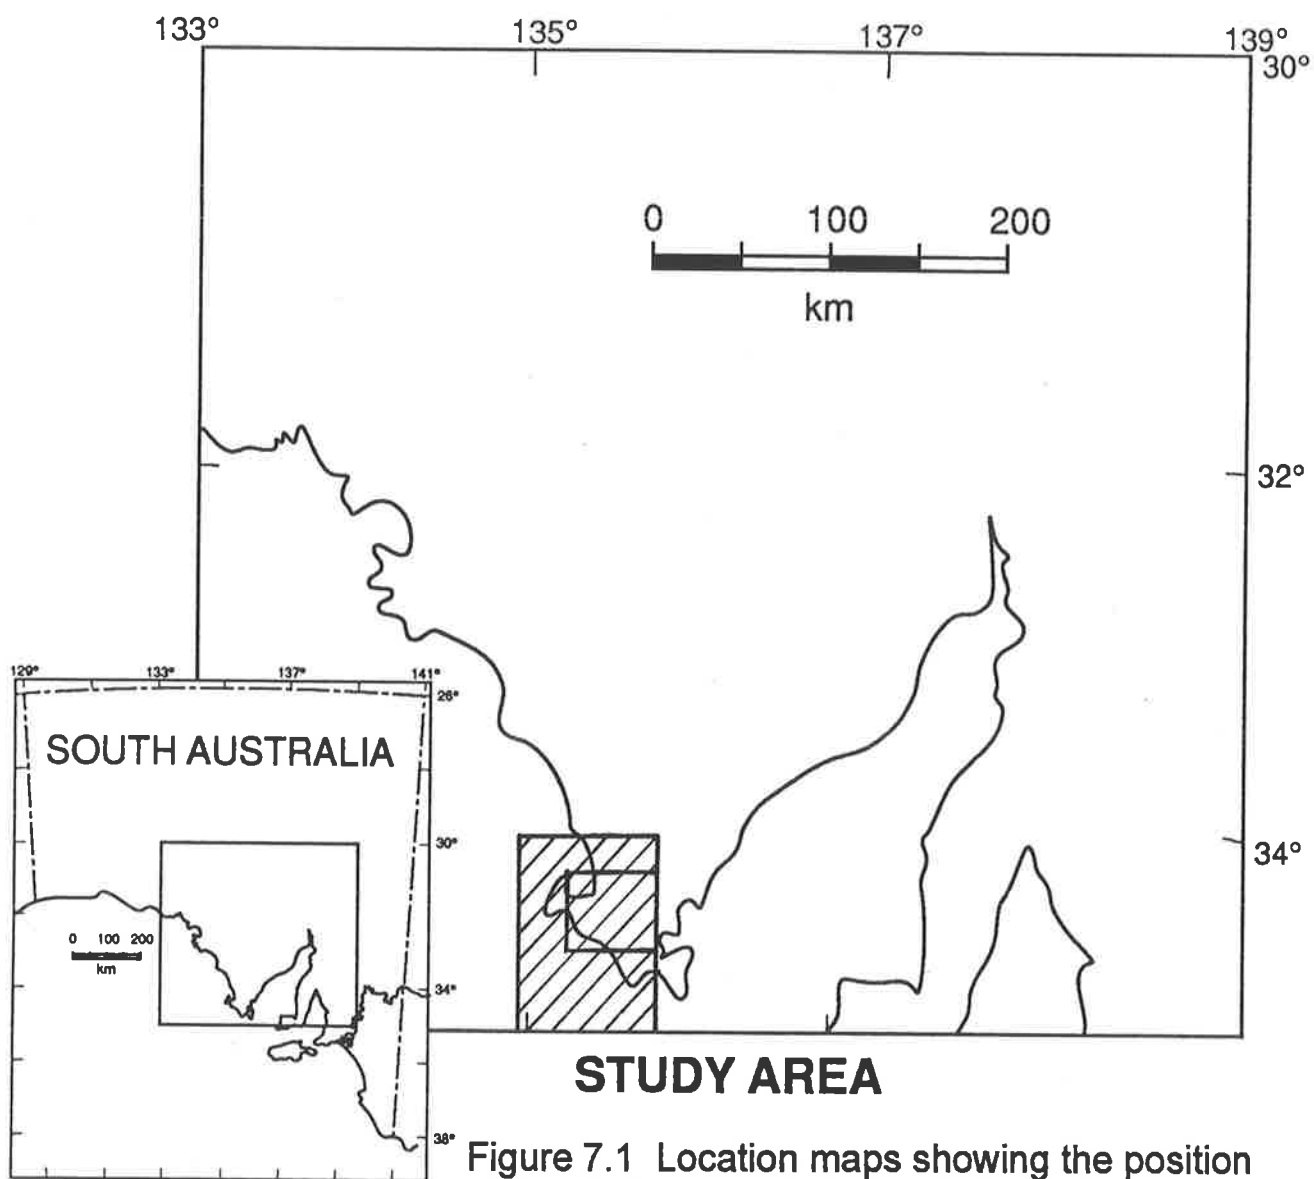 133° 135° 137° 139°
30°
0 100 200
km
32°
129° 133° 137° 141°
26°
SOUTH AUSTRALIA
30°
34°
0 100 200
km
34°
38°
STUDY AREA
Figure 7.1 Location maps showing the position